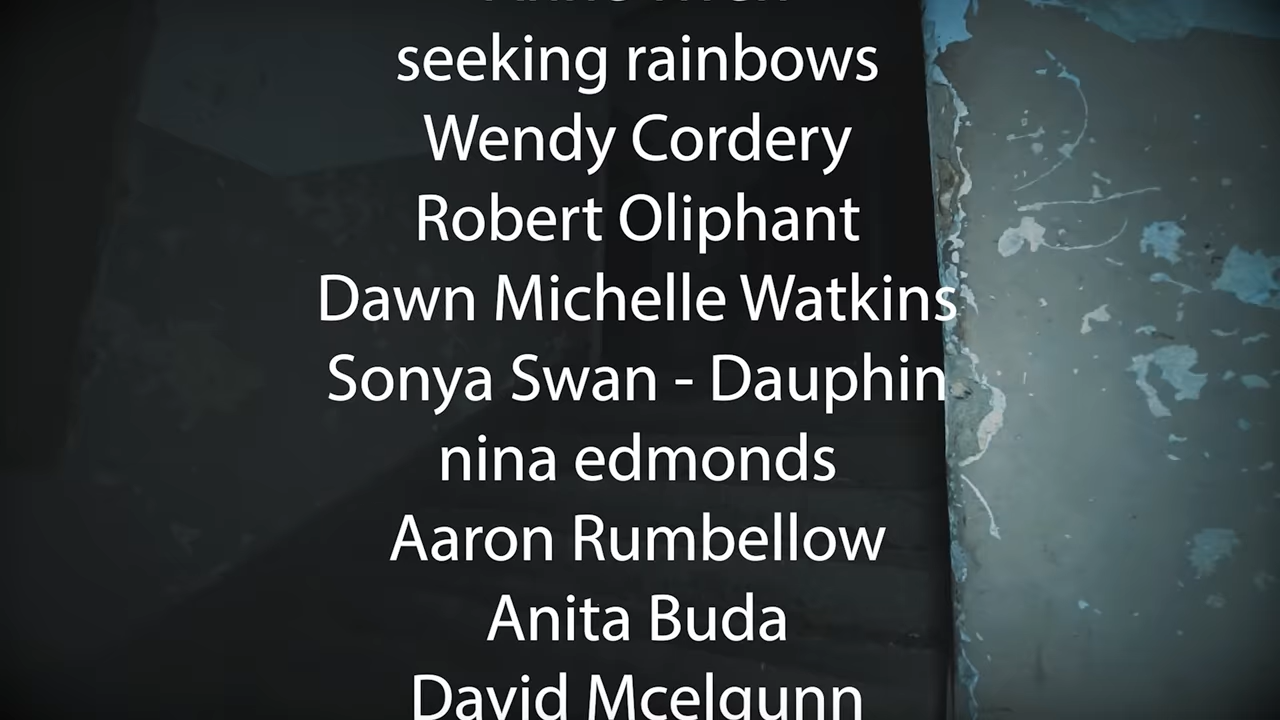 seeking rainbows
Wendy Cordery
Robert Oliphant
Dawn Michelle Watkins
Sonya Swan - Dauphin
nina edmonds
Aaron Rumbellow
Anita Buda
David Mcelgunn